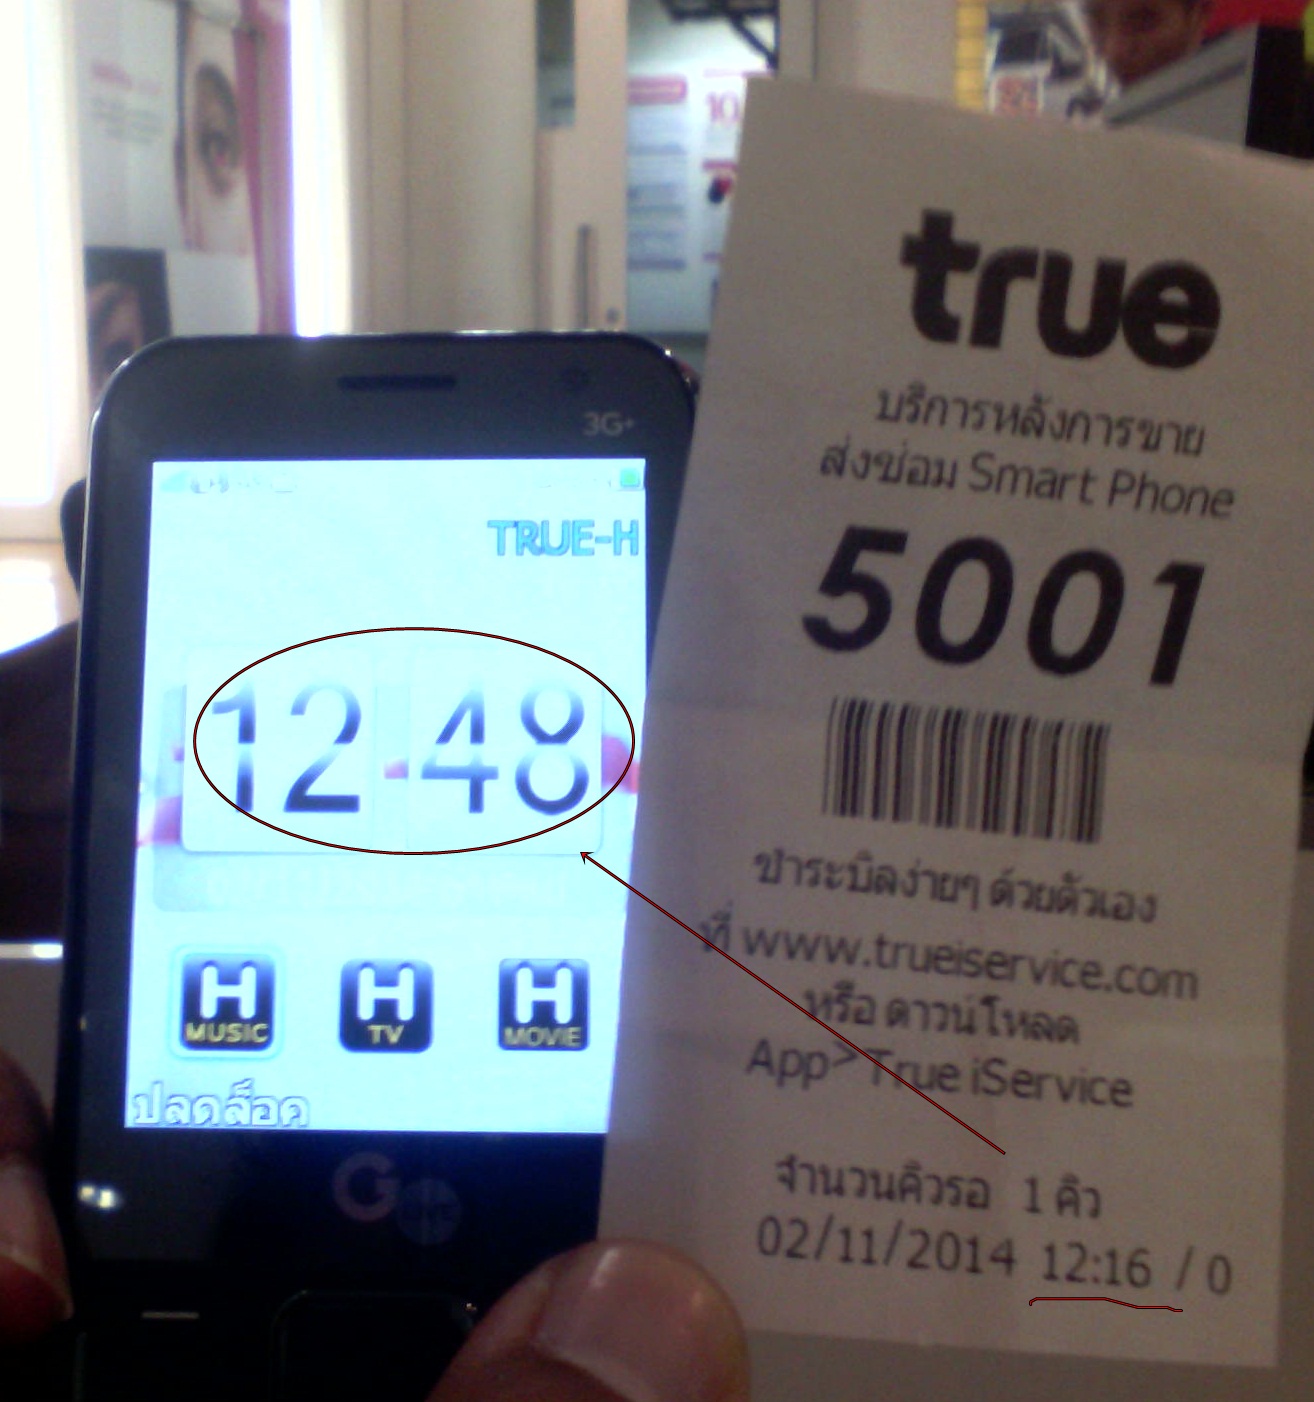 3G+
TRUE-H
12 48
H MUSIC
H TV
H MOVIE
ปลดล็อค
G
true
บริการหลังการขาย
ส่งซ่อม Smart Phone
5001
ชำระบิลง่ายๆ ด้วยตัวเอง
ที่ www.trueiservice.com
หรือ ดาวน์โหลด
App> True iService
จำนวนคิวรอ 1 คิว
02/11/2014 12:16 / 0